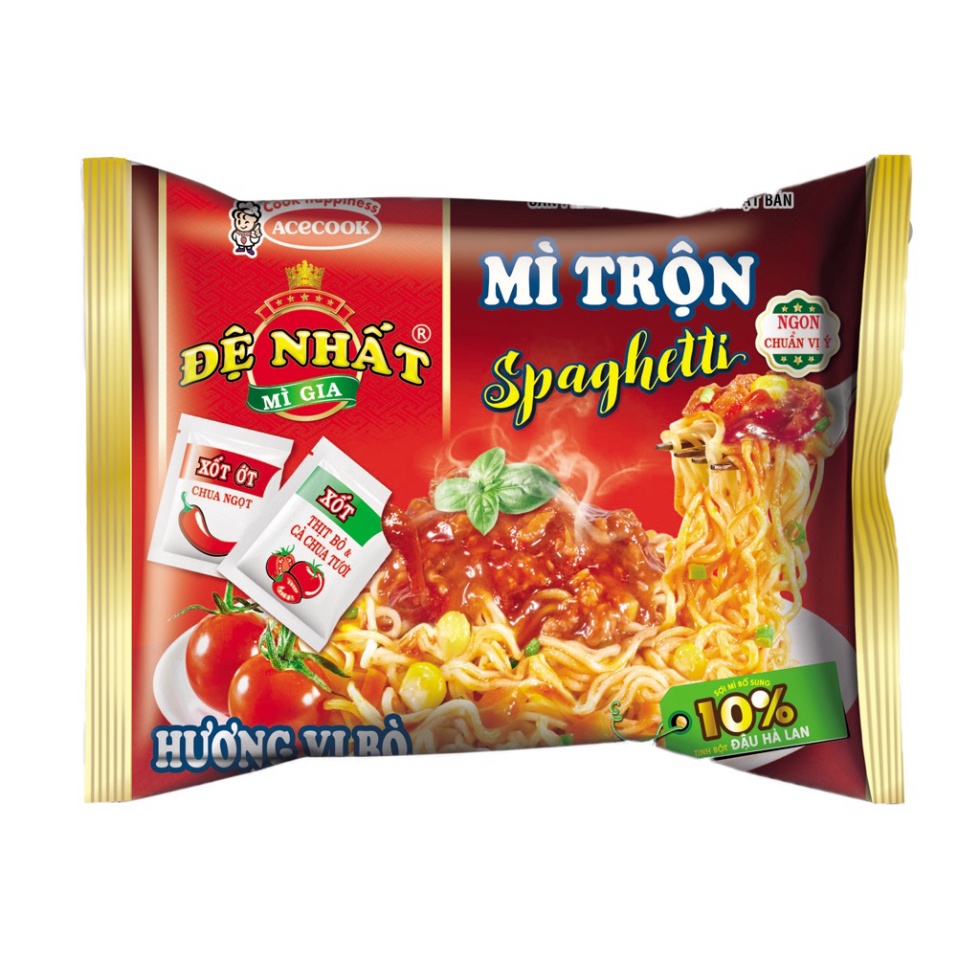 Cook happiness
ACECOOK
BẢN
MÌ TRỘN
Spaghetti
NGON
CHUẨN VỊ Ý
ĐỆ NHẤT®
MÌ GIA
XỐT ỚT
CHUA NGỌT
XỐT
THỊT BÒ &
CÀ CHUA TƯƠI
SỢI MÌ BỔ SUNG
10%
TINH BỘT ĐẬU HÀ LAN
HƯƠNG VỊ BÒ